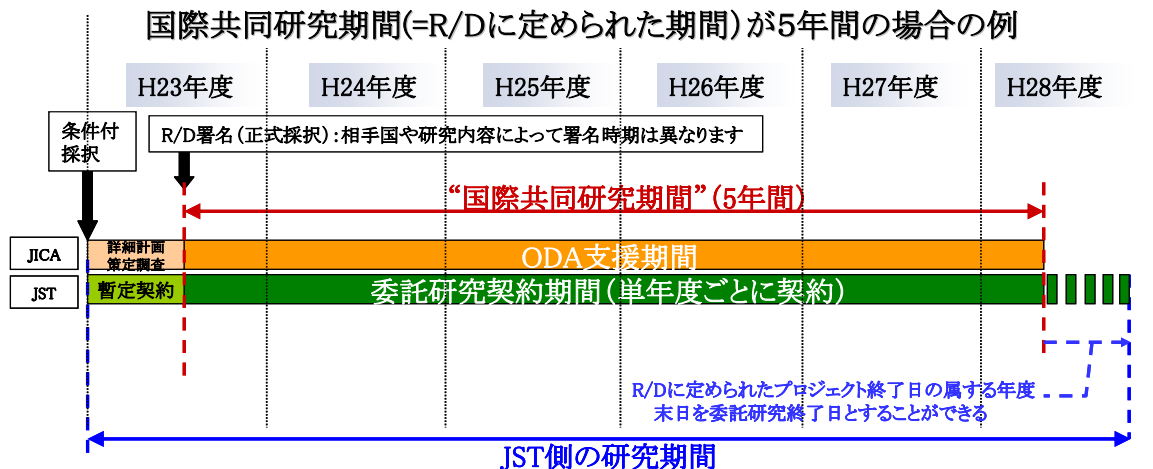 国際共同研究期間(=R/Dに定められた期間)が5年間の場合の例
H23年度
H24年度
H25年度
H26年度
H27年度
H28年度
条件付
採択
R/D署名(正式採択):相手国や研究内容によって署名時期は異なります
“国際共同研究期間”(5年間)
JICA
詳細計画
策定調査
ODA支援期間
JST
暫定契約
委託研究契約期間(単年度ごとに契約)
R/Dに定められたプロジェクト終了日の属する年度
末日を委託研究終了日とすることができる
JST側の研究期間